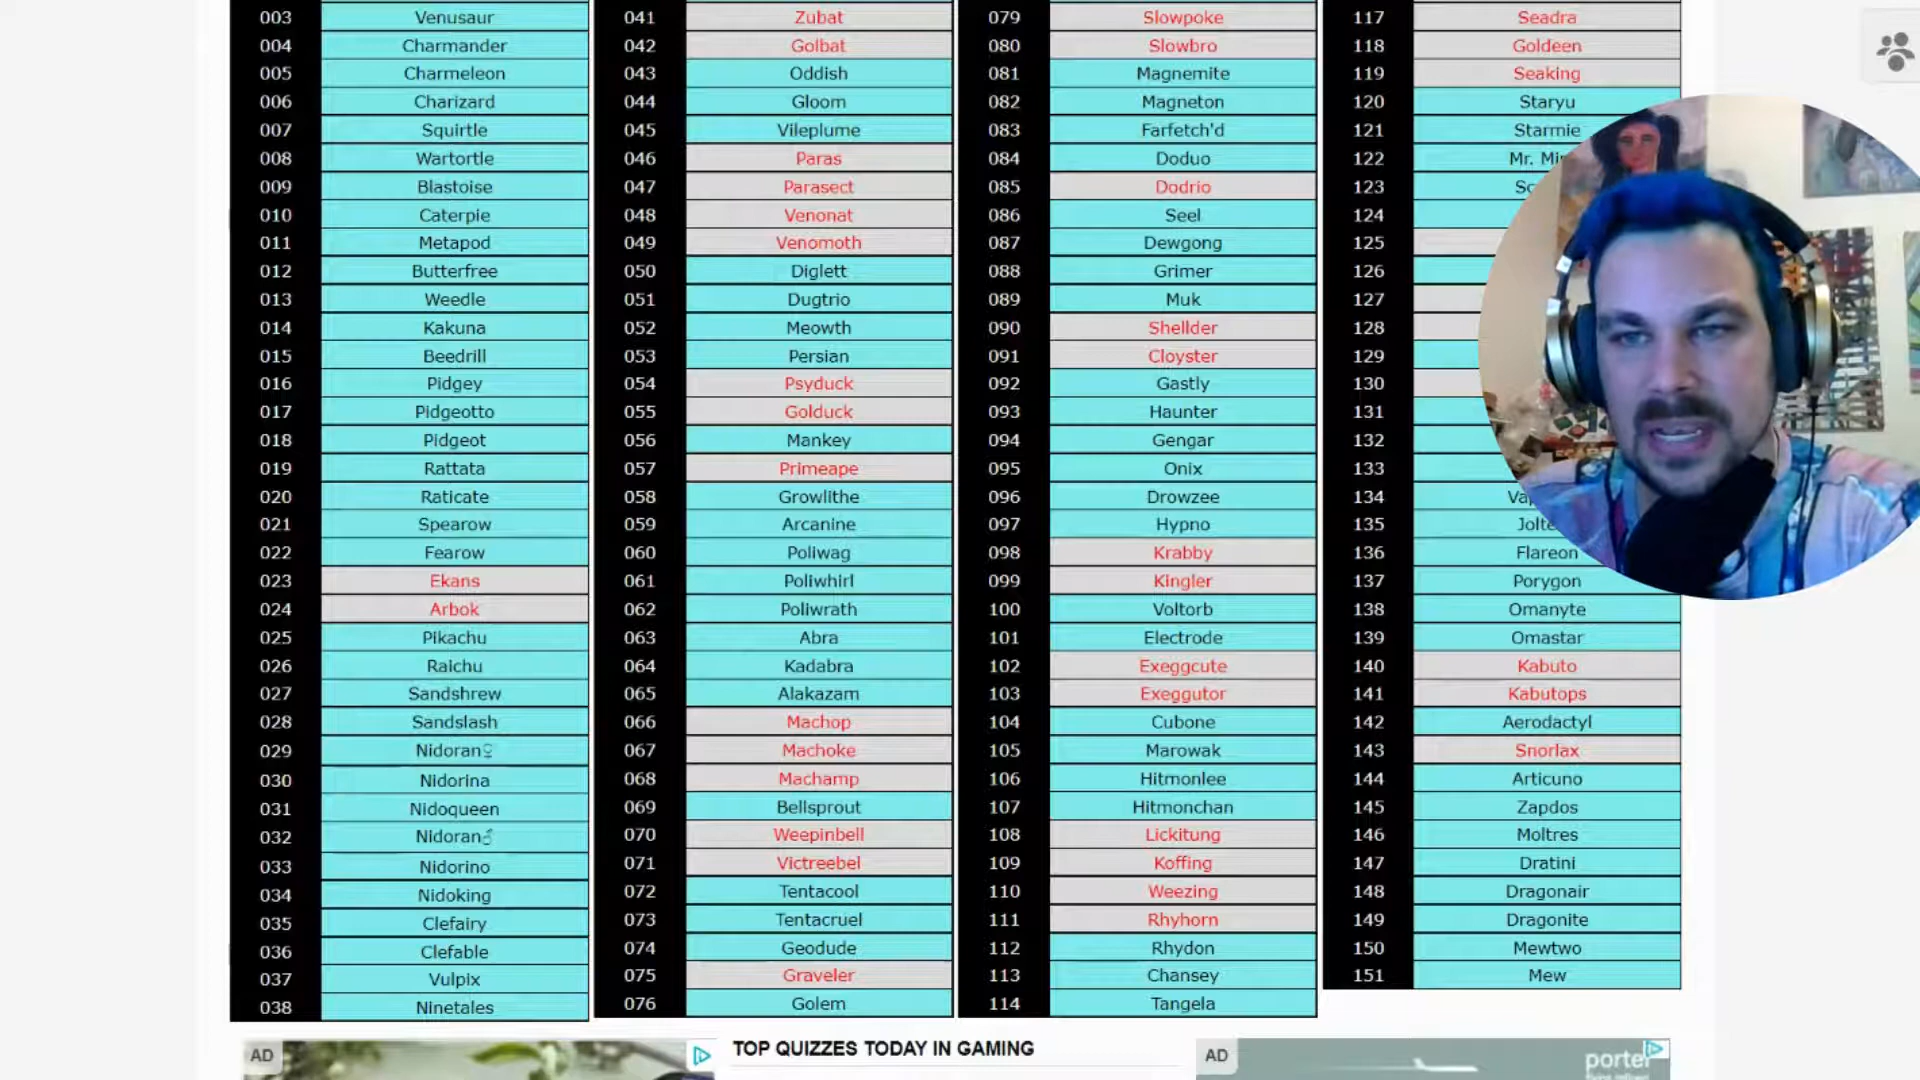 003 Venusaur
004 Charmander
005 Charmeleon
006 Charizard
007 Squirtle
008 Wartortle
009 Blastoise
010 Caterpie
011 Metapod
012 Butterfree
013 Weedle
014 Kakuna
015 Beedrill
016 Pidgey
017 Pidgeotto
018 Pidgeot
019 Rattata
020 Raticate
021 Spearow
022 Fearow
023 Ekans
024 Arbok
025 Pikachu
026 Raichu
027 Sandshrew
028 Sandslash
029 Nidoran♀
030 Nidorina
031 Nidoqueen
032 Nidoran♂
033 Nidorino
034 Nidoking
035 Clefairy
036 Clefable
037 Vulpix
038 Ninetales
041 Zubat
042 Golbat
043 Oddish
044 Gloom
045 Vileplume
046 Paras
047 Parasect
048 Venonat
049 Venomoth
050 Diglett
051 Dugtrio
052 Meowth
053 Persian
054 Psyduck
055 Golduck
056 Mankey
057 Primeape
058 Growlithe
059 Arcanine
060 Poliwag
061 Poliwhirl
062 Poliwrath
063 Abra
064 Kadabra
065 Alakazam
066 Machop
067 Machoke
068 Machamp
069 Bellsprout
070 Weepinbell
071 Victreebel
072 Tentacool
073 Tentacruel
074 Geodude
075 Graveler
076 Golem
079 Slowpoke
080 Slowbro
081 Magnemite
082 Magneton
083 Farfetch'd
084 Doduo
085 Dodrio
086 Seel
087 Dewgong
088 Grimer
089 Muk
090 Shellder
091 Cloyster
092 Gastly
093 Haunter
094 Gengar
095 Onix
096 Drowzee
097 Hypno
098 Krabby
099 Kingler
100 Voltorb
101 Electrode
102 Exeggcute
103 Exeggutor
104 Cubone
105 Marowak
106 Hitmonlee
107 Hitmonchan
108 Lickitung
109 Koffing
110 Weezing
111 Rhyhorn
112 Rhydon
113 Chansey
114 Tangela
117 Seadra
118 Goldeen
119 Seaking
120 Staryu
121 Starmie
122 Mr.
123
124
125
126
127
128
129
130
131
132
133
134
135
136 Flareon
137 Porygon
138 Omanyte
139 Omastar
140 Kabuto
141 Kabutops
142 Aerodactyl
143 Snorlax
144 Articuno
145 Zapdos
146 Moltres
147 Dratini
148 Dragonair
149 Dragonite
150 Mewtwo
151 Mew
AD
TOP QUIZZES TODAY IN GAMING
AD
porter